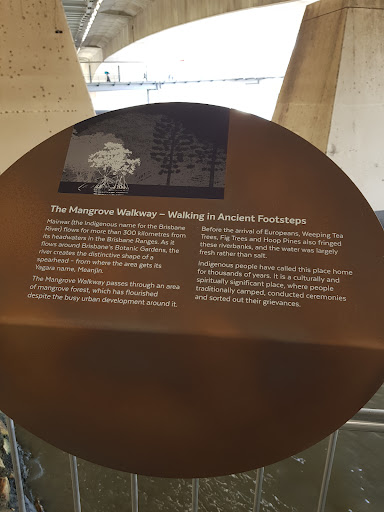 The Mangrove Walkway – Walking in Ancient Footsteps
Mairwar (the Indigenous name for the Brisbane
River) flows for more than 300 kilometres from
its headwaters in the Brisbane Ranges. As it
flows around Brisbane's Botanic Gardens, the
river creates the distinctive shape of a
spearhead – from where the area gets its
Yagara name, Meanjin.
The Mangrove Walkway passes through an area
of mangrove forest, which has flourished
despite the busy urban development around it.
Before the arrival of Europeans, Weeping Tea
Trees, Fig Trees and Hoop Pines also fringed
these riverbanks, and the water was largely
fresh rather than salt.
Indigenous people have called this place home
for thousands of years. It is a culturally and
spiritually significant place, where people
traditionally camped, conducted ceremonies
and sorted out their grievances.